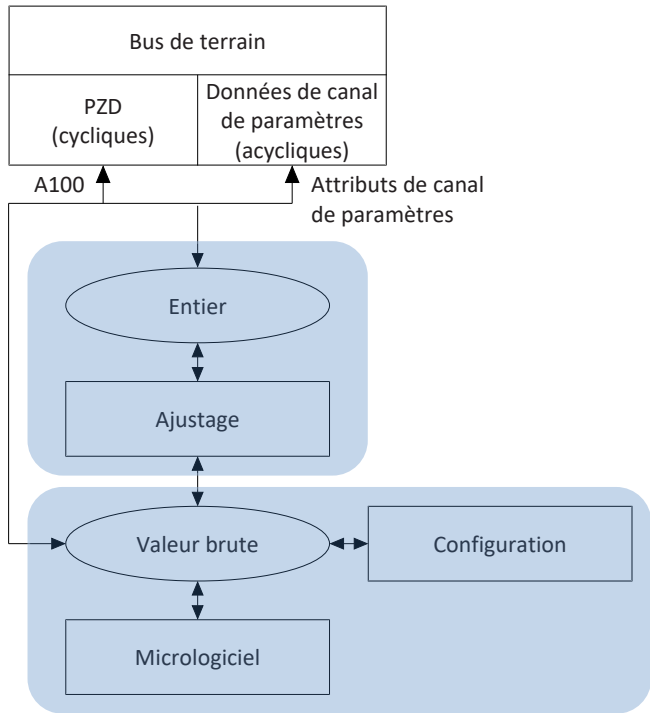 Bus de terrain
PZD
(cycliques)
Données de canal
de paramètres
(acycliques)
A100
Attributs de canal
de paramètres
Entier
Ajustage
Valeur brute
Configuration
Micrologiciel